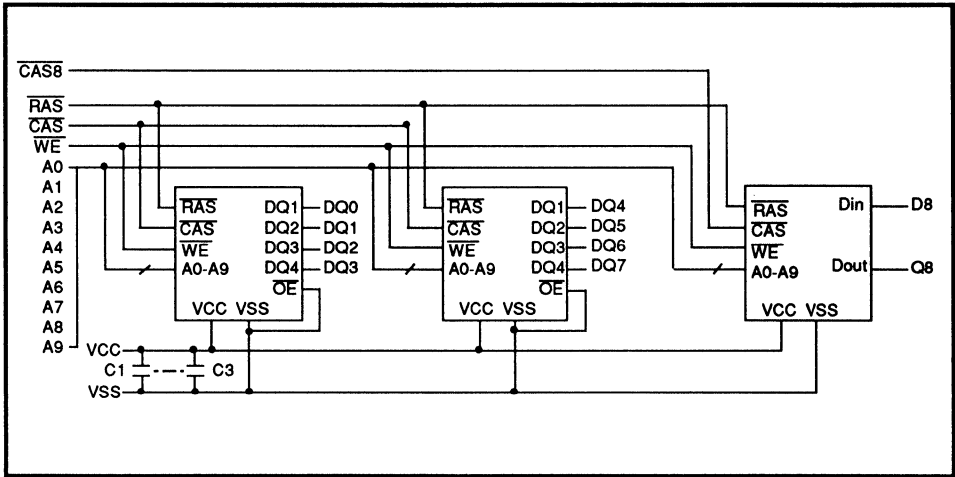 CAS8
RAS
CAS
WE
A0
A1
A2
A3
A4
A5
A6
A7
A8
A9
RAS
CAS
WE
A0-A9
DQ1
DQ2
DQ3
DQ4
OE
VCC VSS
DQ0
DQ1
DQ2
DQ3
RAS
CAS
WE
A0-A9
DQ1
DQ2
DQ3
DQ4
OE
VCC VSS
DQ4
DQ5
DQ6
DQ7
RAS
CAS
WE
A0-A9
Din
Dout
VCC VSS
D8
Q8
VCC
C1
C3
VSS